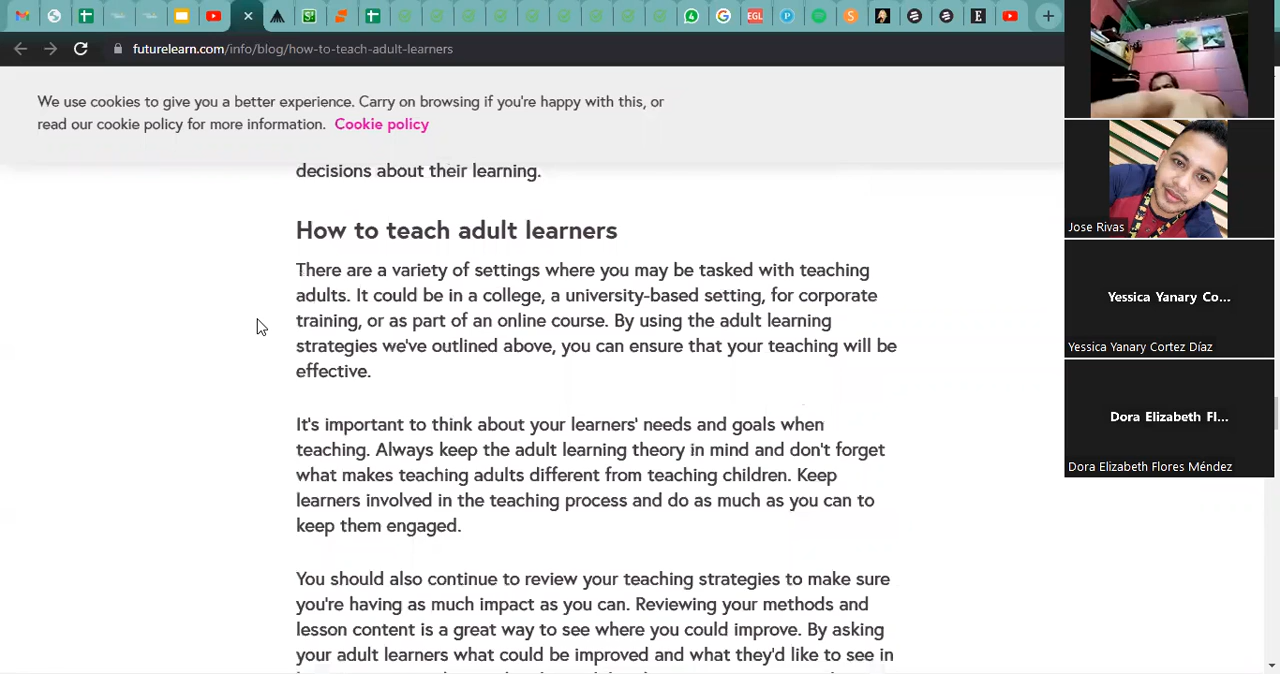 futurelearn.com/info/blog/how-to-teach-adult-learners
We use cookies to give you a better experience. Carry on browsing if you're happy with this, or
read our cookie policy for more information. Cookie policy
decisions about their learning.
How to teach adult learners
There are a variety of settings where you may be tasked with teaching
adults. It could be in a college, a university-based setting, for corporate
training, or as part of an online course. By using the adult learning
strategies we've outlined above, you can ensure that your teaching will be
effective.
It's important to think about your learners' needs and goals when
teaching. Always keep the adult learning theory in mind and don't forget
what makes teaching adults different from teaching children. Keep
learners involved in the teaching process and do as much as you can to
keep them engaged.
You should also continue to review your teaching strategies to make sure
you're having as much impact as you can. Reviewing your methods and
lesson content is a great way to see where you could improve. By asking
your adult learners what could be improved and what they'd like to see in
Jose Rivas
Yessica Yanary Co...
Yessica Yanary Cortez Díaz
Dora Elizabeth Fl...
Dora Elizabeth Flores Méndez